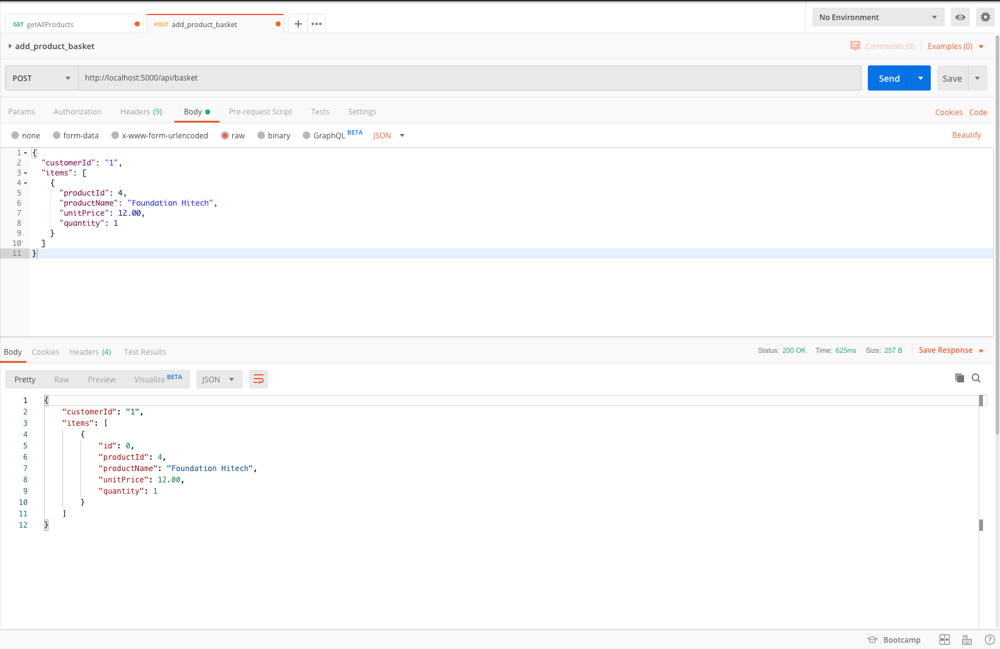 GET getAllProducts
POST add_product_basket
No Environment
add_product_basket
Comments (0)
Examples (0)
POST
http://localhost:5000/api/basket
Send
Save
Params
Authorization
Headers (9)
Body
Pre-request Script
Tests
Settings
Cookies
Code
none
form-data
x-www-form-urlencoded
raw
binary
GraphQL BETA
JSON
Beautify
1 {
2 "customerId": "1",
3 "items": [
4 {
5 "productId": 4,
6 "productName": "Foundation Hitech",
7 "unitPrice": 12.00,
8 "quantity": 1
9 }
10 ]
11 }
Body
Cookies
Headers (4)
Test Results
Status: 200 OK
Time: 625ms
Size: 257 B
Save Response
Pretty
Raw
Preview
Visualize BETA
JSON
1 {
2 "customerId": "1",
3 "items": [
4 {
5 "id": 0,
6 "productId": 4,
7 "productName": "Foundation Hitech",
8 "unitPrice": 12.00,
9 "quantity": 1
10 }
11 ]
12 }
Bootcamp